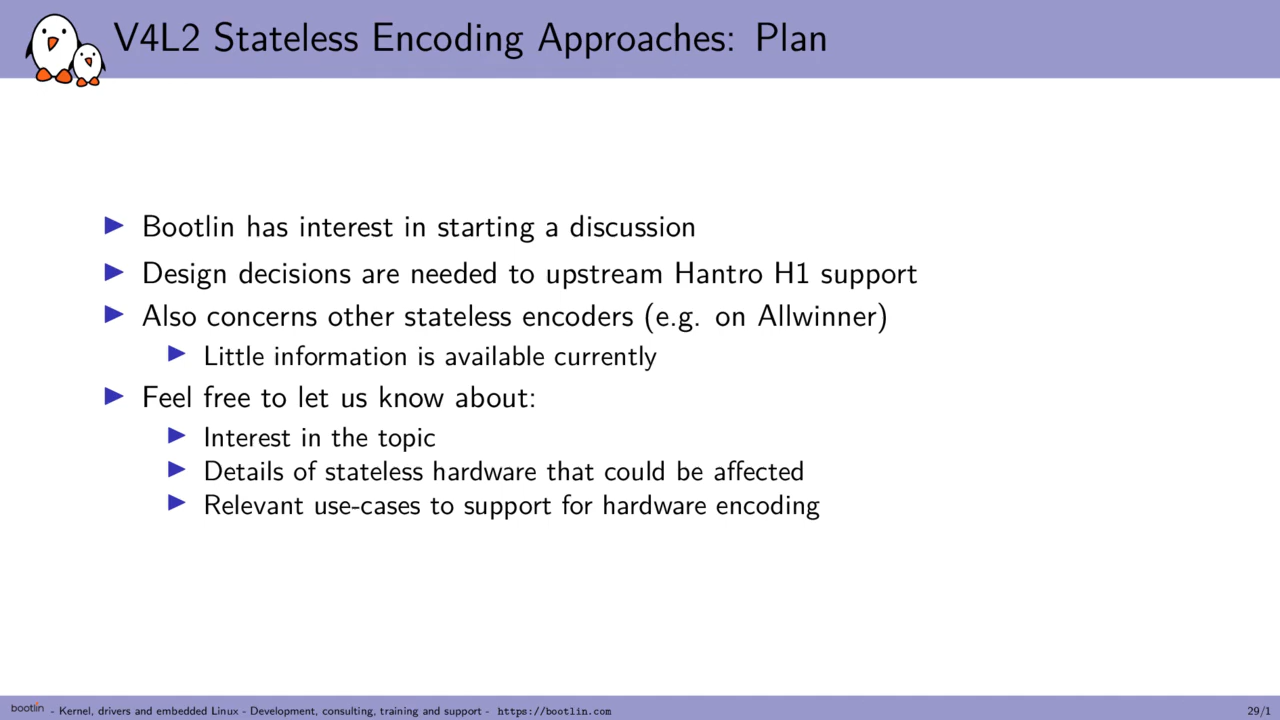 V4L2 Stateless Encoding Approaches: Plan
Bootlin has interest in starting a discussion
Design decisions are needed to upstream Hantro H1 support
Also concerns other stateless encoders (e.g. on Allwinner)
Little information is available currently
Feel free to let us know about:
Interest in the topic
Details of stateless hardware that could be affected
Relevant use-cases to support for hardware encoding
bootlin - Kernel, drivers and embedded Linux - Development, consulting, training and support - https://bootlin.com 29/1